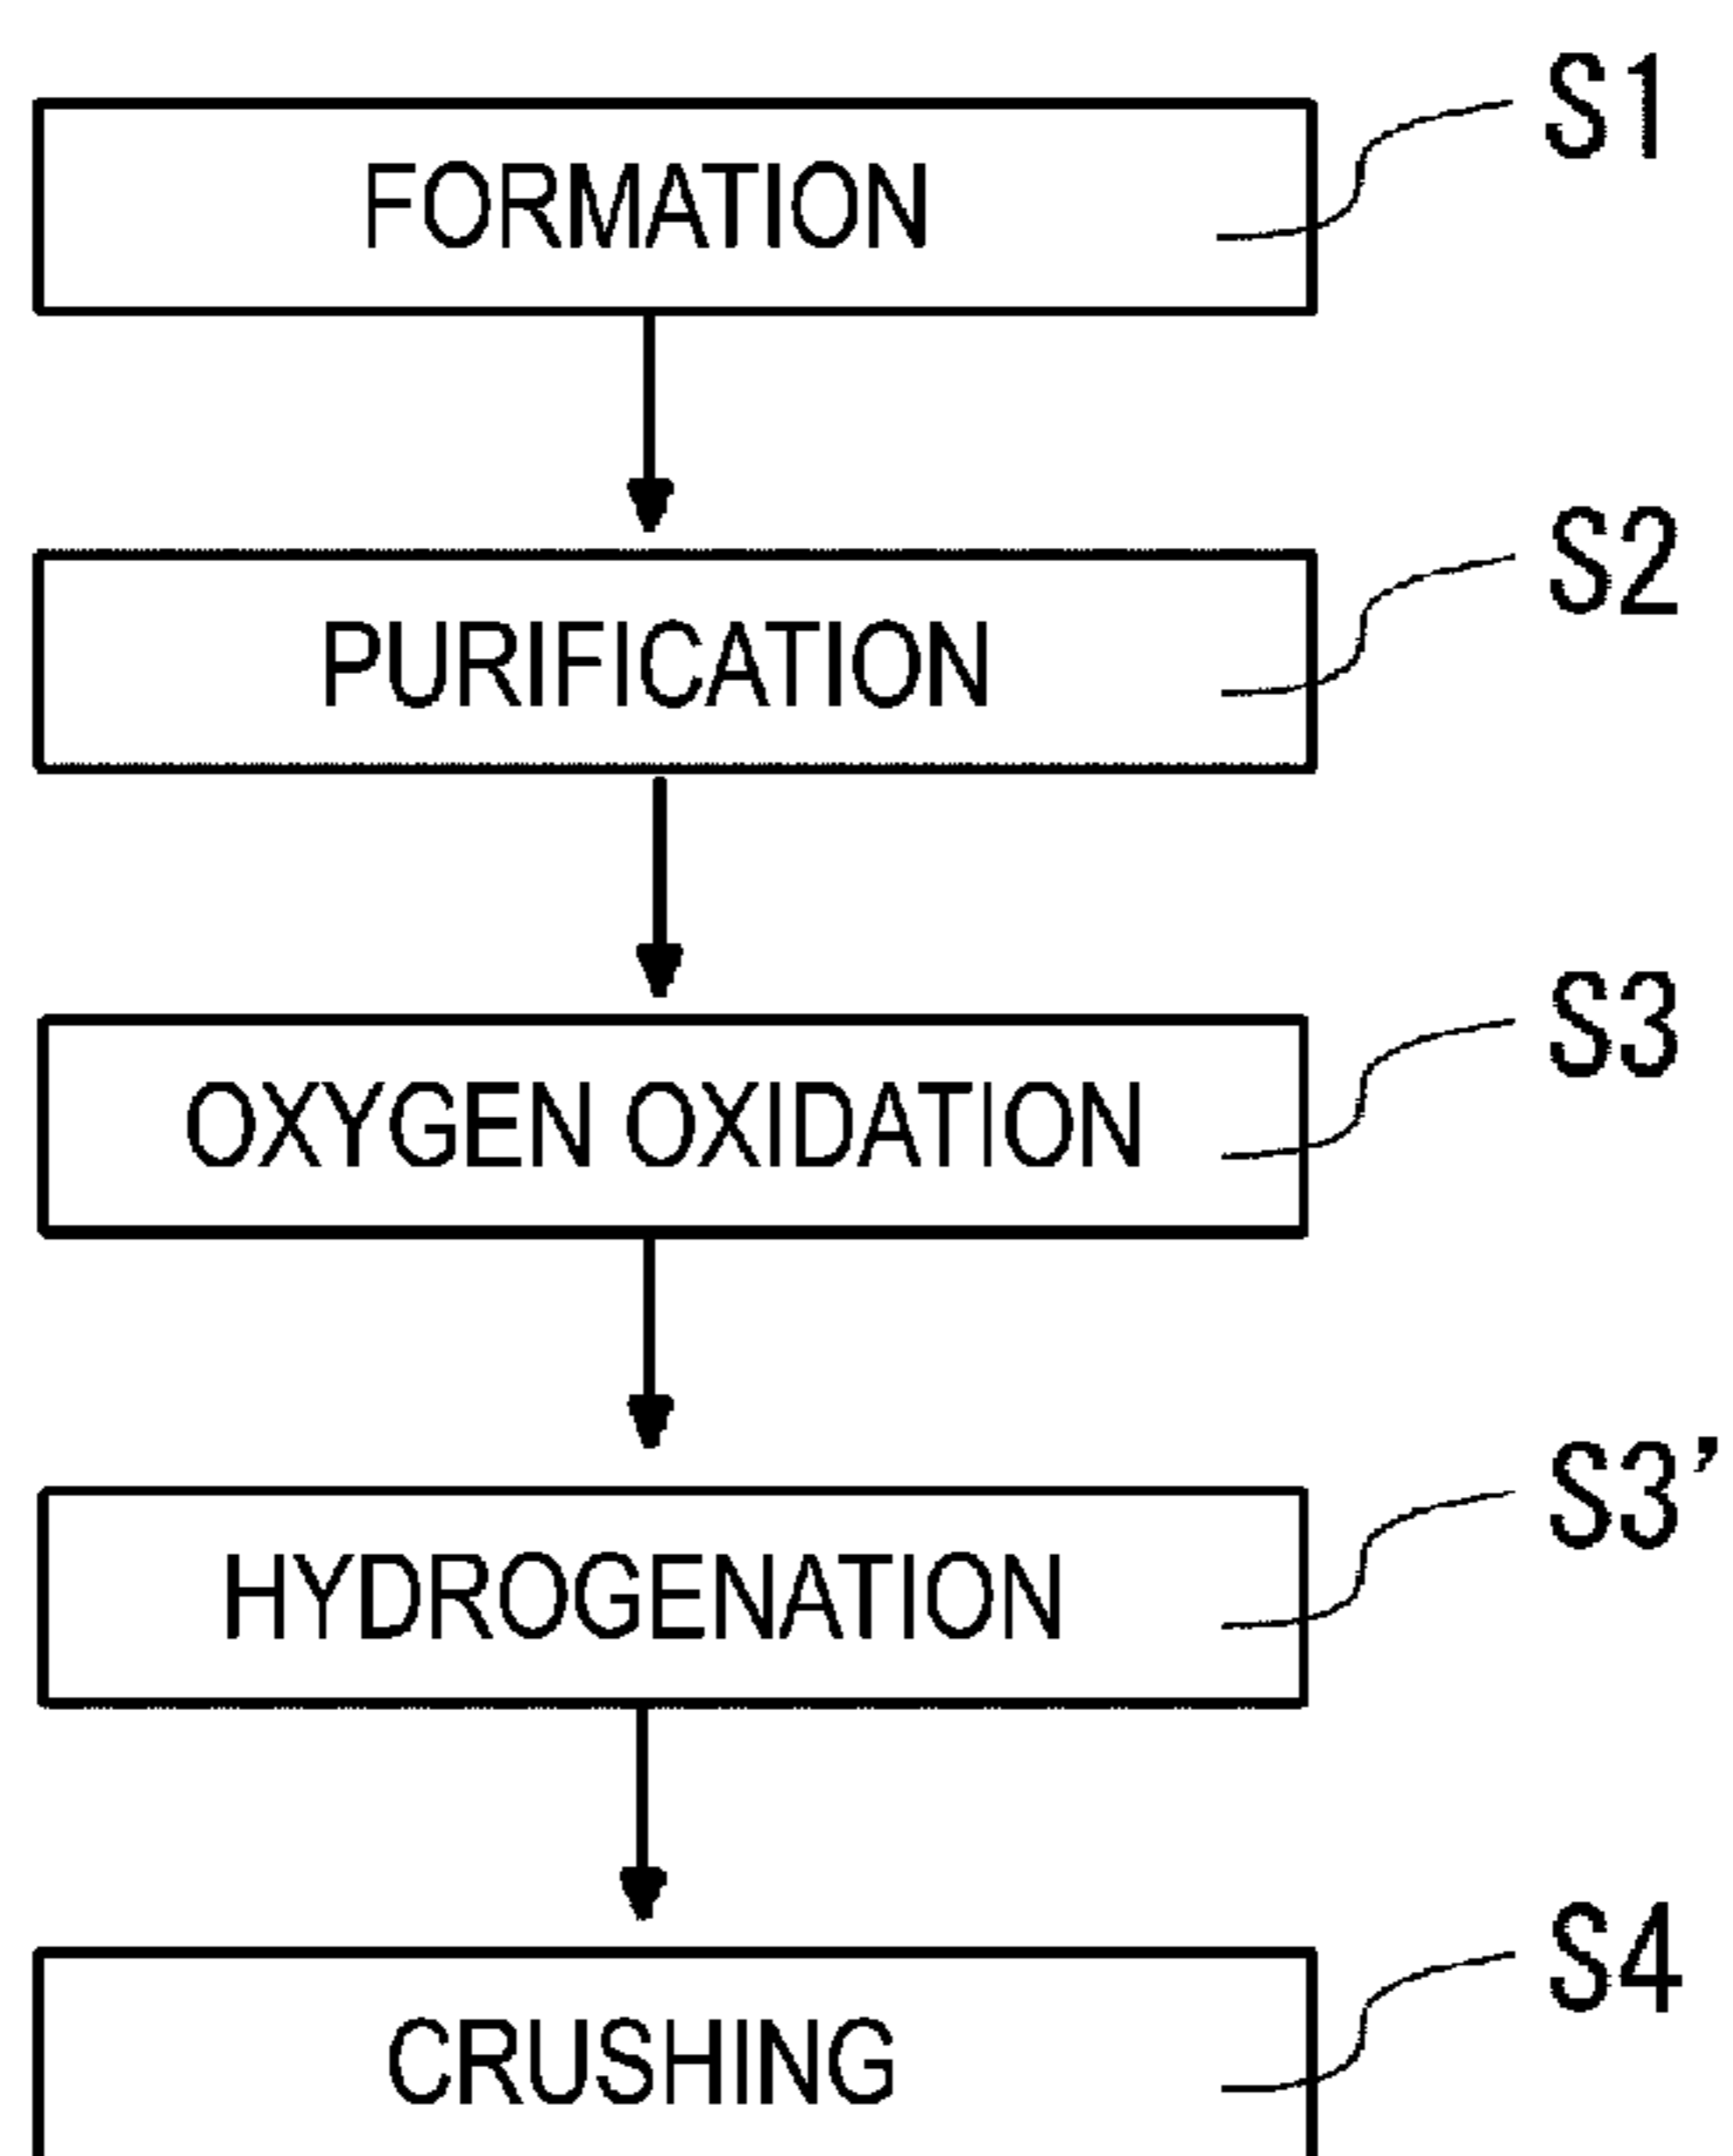 S1
FORMATION
S2
PURIFICATION
S3
OXYGEN OXIDATION
S3’
HYDROGENATION
S4
CRUSHING